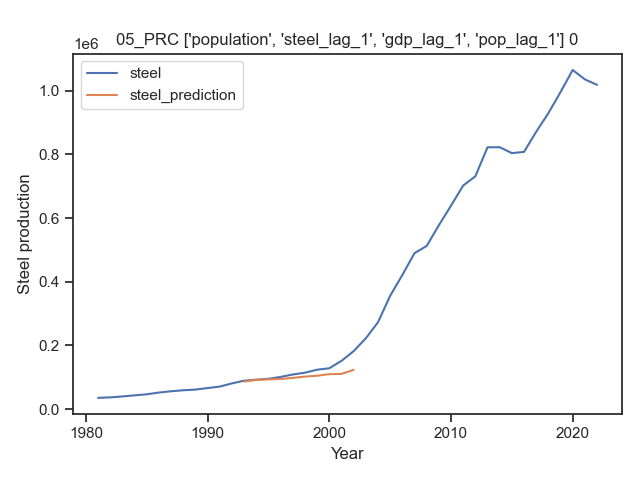 05_PRC ['population', 'steel_lag_1', 'gdp_lag_1', 'pop_lag_1'] 0
1e6
steel
steel_prediction
1.0
0.8
0.6
0.4
0.2
0.0
Steel production
1980
1990
2000
2010
2020
Year